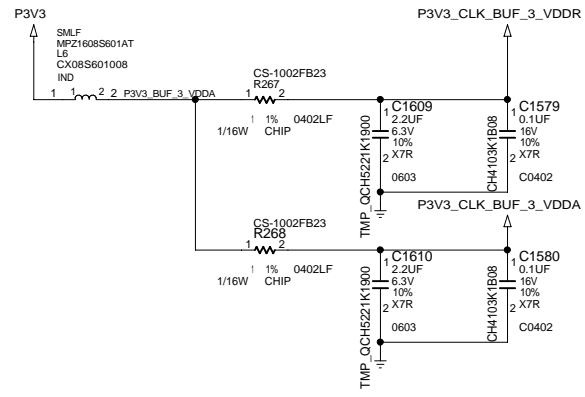 P3V3
SMLF
MPZ1608S601AT
L6
CX08S601008
IND
1 1 2 2 P3V3_BUF_3_VDDA
CS-1002FB23
R267
1 2
1 1% 0402LF
1/16W CHIP
P3V3_CLK_BUF_3_VDDR
C1609
1 2.2UF
6.3V
10%
2 X7R
0603
TMP_QCH5221K1900
C1579
1 0.1UF
16V
10%
2 X7R
C0402
CH4103K1B08
P3V3_CLK_BUF_3_VDDA
CS-1002FB23
R268
1 2
1 1% 0402LF
1/16W CHIP
C1610
1 2.2UF
6.3V
10%
2 X7R
0603
TMP_QCH5221K1900
C1580
1 0.1UF
16V
10%
2 X7R
C0402
CH4103K1B08